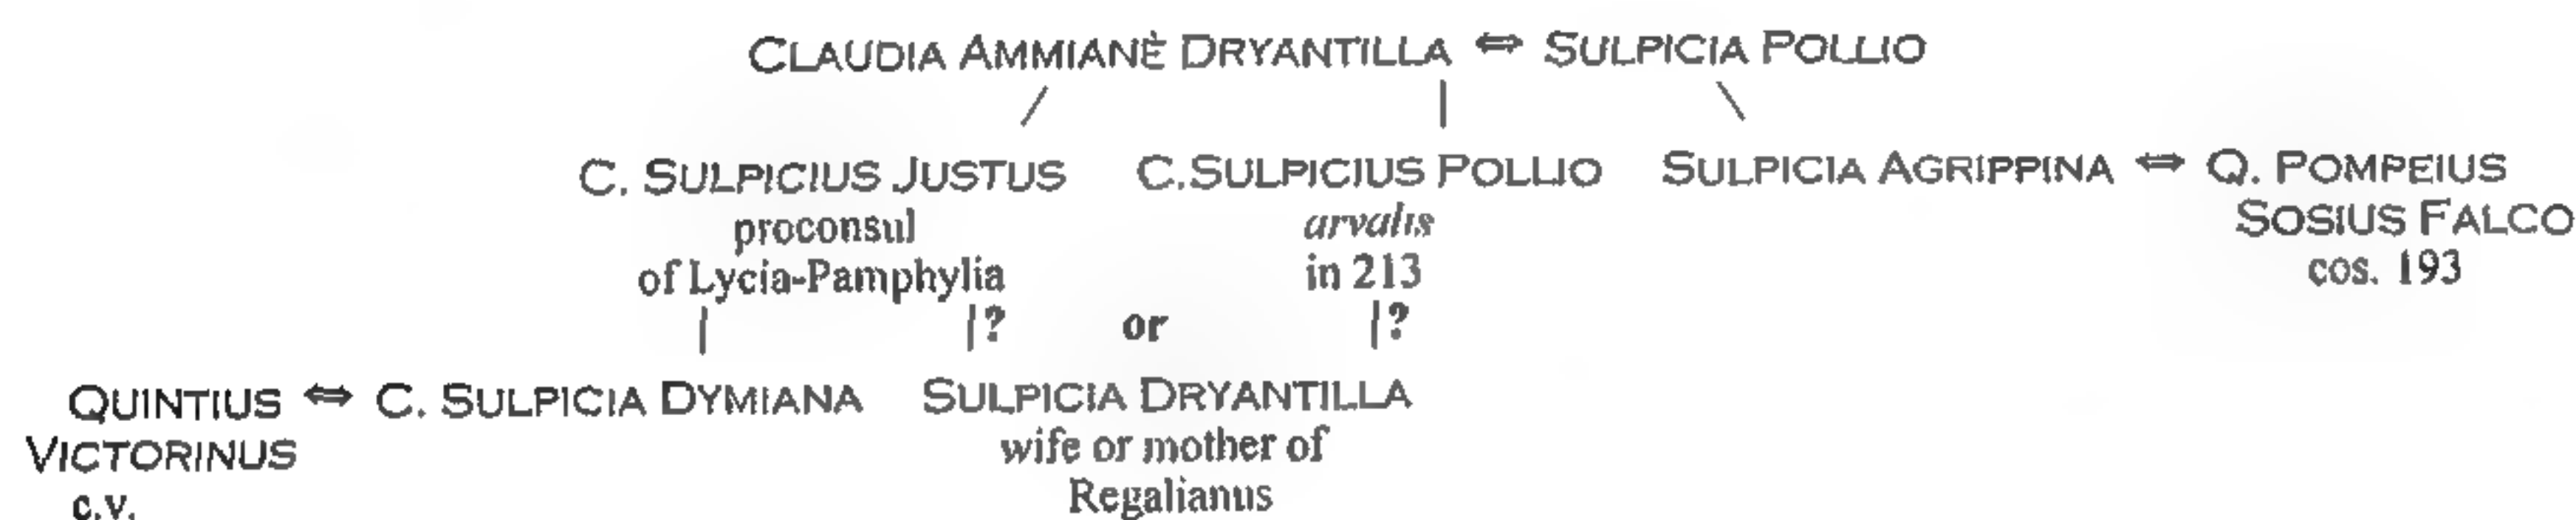 CLAUDIA AMMIANÈ DRYANTILLA ⇔ SULPICIA POLLIO
C. SULPICIUS JUSTUS C.SULPICIUS POLLIO SULPICIA AGRIPPINA ⇔ Q. POMPEIUS
proconsul arvalis SOSIUS FALCO
of Lycia-Pamphylia in 213 cos. 193
|? or |?
QUINTIUS ⇔ C. SULPICIA DYMIANA SULPICIA DRYANTILLA
VICTORINUS wife or mother of
c.v. Regalianus